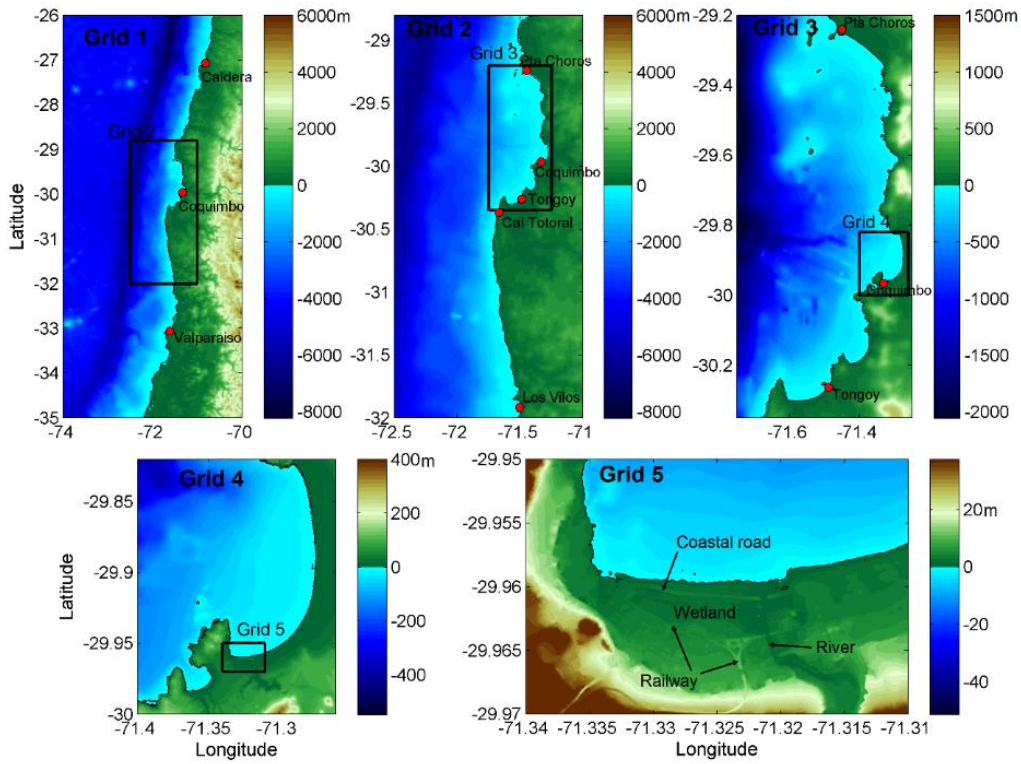 Grid 1
-26
-27
-28
-29
-30
-31
-32
-33
-34
-35
-74
-72
-70
Latitude
Caldera
Grid 2
Coquimbo
Valparaiso
6000m
4000
2000
0
-2000
-4000
-6000
-8000
Grid 2
-29
-29.5
-30
-30.5
-31
-31.5
-32
-72.5
-72
-71.5
-71
Grid 3
Pta Choros
Coquimbo
Tongoy
Cal Totoral
Los Vilos
6000m
4000
2000
0
-2000
-4000
-6000
-8000
Grid 3
-29.2
-29.4
-29.6
-29.8
-30
-30.2
-71.6
-71.4
Pta Choros
Grid 4
Coquimbo
Tongoy
1500m
1000
500
0
-500
-1000
-1500
-2000
Grid 4
-29.85
-29.9
-29.95
-30
-71.4
-71.35
-71.3
Latitude
Longitude
Grid 5
400m
200
0
-200
-400
Grid 5
-29.95
-29.955
-29.96
-29.965
-29.97
-71.34
-71.335
-71.33
-71.325
-71.32
-71.315
-71.31
Longitude
Coastal road
Wetland
River
Railway
20m
0
-20
-40